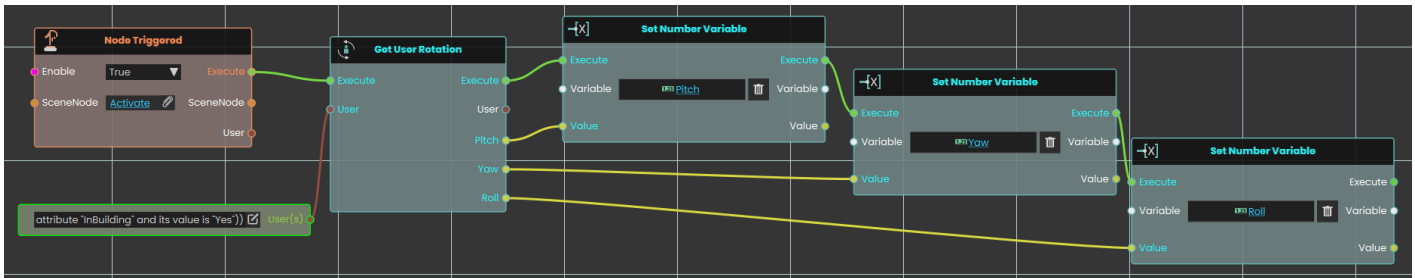 Node Triggered
Enable True Execute
SceneNode Activate SceneNode
User
attribute "InBuilding" and its value is "Yes")) User(s)
Get User Rotation
Execute Execute
User User
Pitch
Yaw
Roll
Set Number Variable
Execute Execute
Variable 123 Pitch Variable
Value Value
Set Number Variable
Execute Execute
Variable 123 Yaw Variable
Value Value
Set Number Variable
Execute Execute
Variable 123 Roll Variable
Value Value